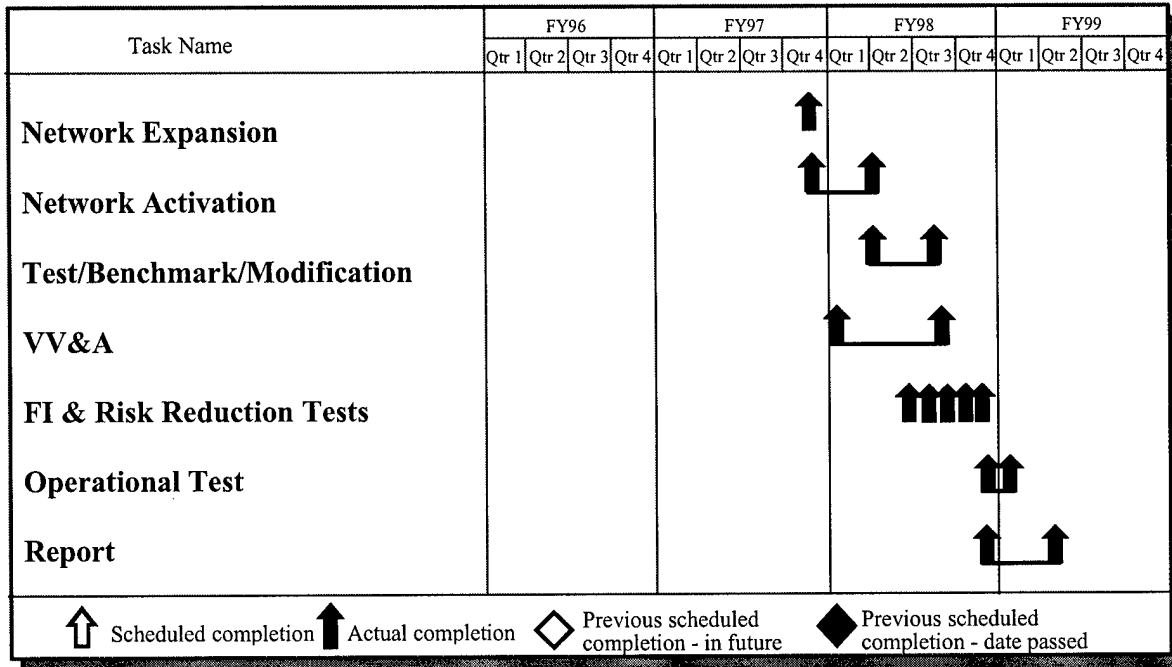 Task Name
FY96 FY97 FY98 FY99
Qtr 1 Qtr 2 Qtr 3 Qtr 4 Qtr 1 Qtr 2 Qtr 3 Qtr 4 Qtr 1 Qtr 2 Qtr 3 Qtr 4 Qtr 1 Qtr 2 Qtr 3 Qtr 4
Network Expansion
Network Activation
Test/Benchmark/Modification
VV&A
FI & Risk Reduction Tests
Operational Test
Report
Scheduled completion
Actual completion
Previous scheduled
completion - in future
Previous scheduled
completion - date passed